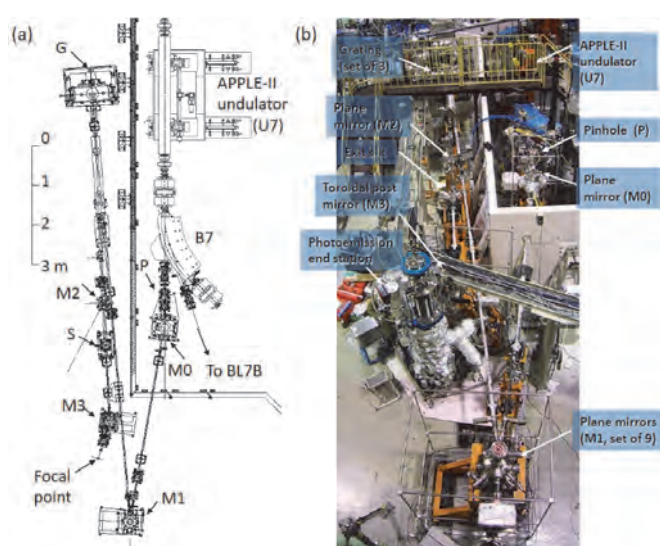 (a)
G
APPLE-II
undulator
(U7)
0
1
2
3 m
B7
P
M2
S
M0
To BL7B
M3
Focal
point
M1
(b)
Grating
(set of 3)
APPLE-II
undulator
(U7)
Plane
mirror (M2)
Pinhole (P)
Exit slit
Plane
mirror (M0)
Toroidal post
mirror (M3)
Photoemission
end station
Plane mirrors
(M1, set of 9)